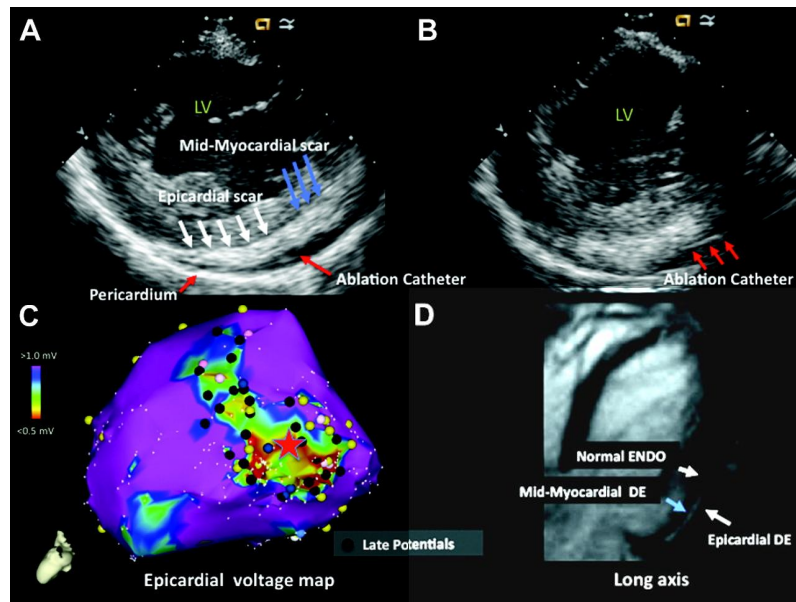 A
LV
Mid-Myocardial scar
Epicardial scar
Ablation Catheter
Pericardium
B
LV
Ablation Catheter
C
>1.0 mV
<0.5 mV
Late Potentials
Epicardial voltage map
D
Normal ENDO
Mid-Myocardial DE
Epicardial DE
Long axis